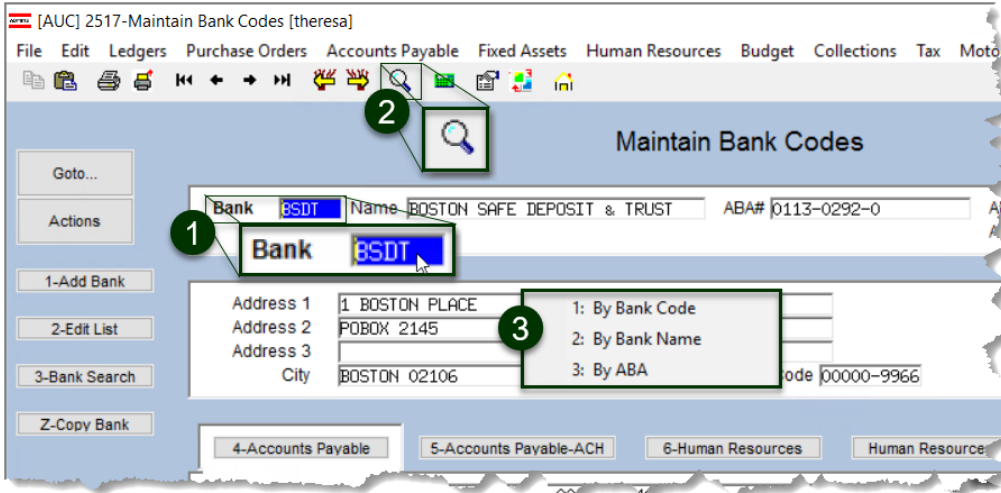 [AUC] 2517-Maintain Bank Codes [theresa]
File Edit Ledgers Purchase Orders Accounts Payable Fixed Assets Human Resources Budget Collections Tax
2
Maintain Bank Codes
Goto...
Actions
Bank BSDT Name BOSTON SAFE DEPOSIT & TRUST ABA# 0113-0292-0
1
Bank BSDT
1-Add Bank
2-Edit List
3-Bank Search
Z-Copy Bank
Address 1 1 BOSTON PLACE
Address 2 POBOX 2145
Address 3
City BOSTON 02106
00000-9966
3
1: By Bank Code
2: By Bank Name
3: By ABA
4-Accounts Payable 5-Accounts Payable-ACH 6-Human Resources Human Resource